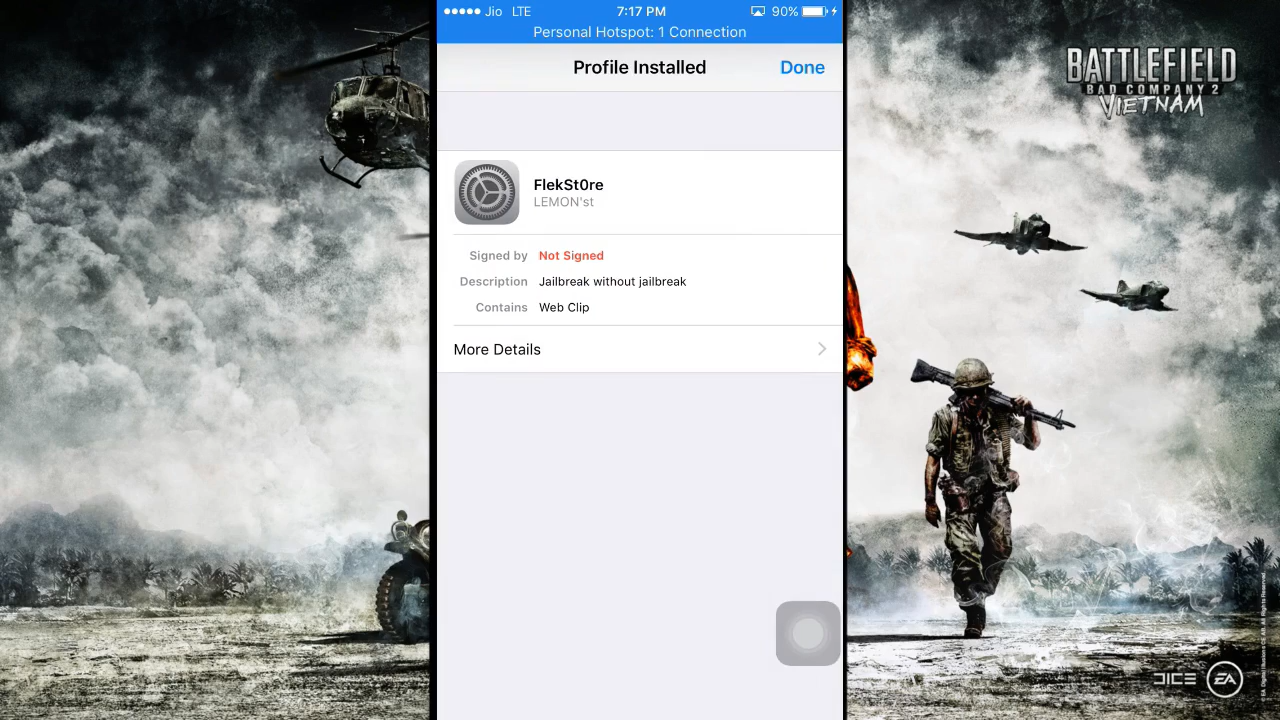 Jio LTE 7:17 PM 90%
Personal Hotspot: 1 Connection
Profile Installed Done
FlekSt0re
LEMON'st
Signed by Not Signed
Description Jailbreak without jailbreak
Contains Web Clip
More Details
BATTLEFIELD
BAD COMPANY 2
VIETNAM
DICE EA